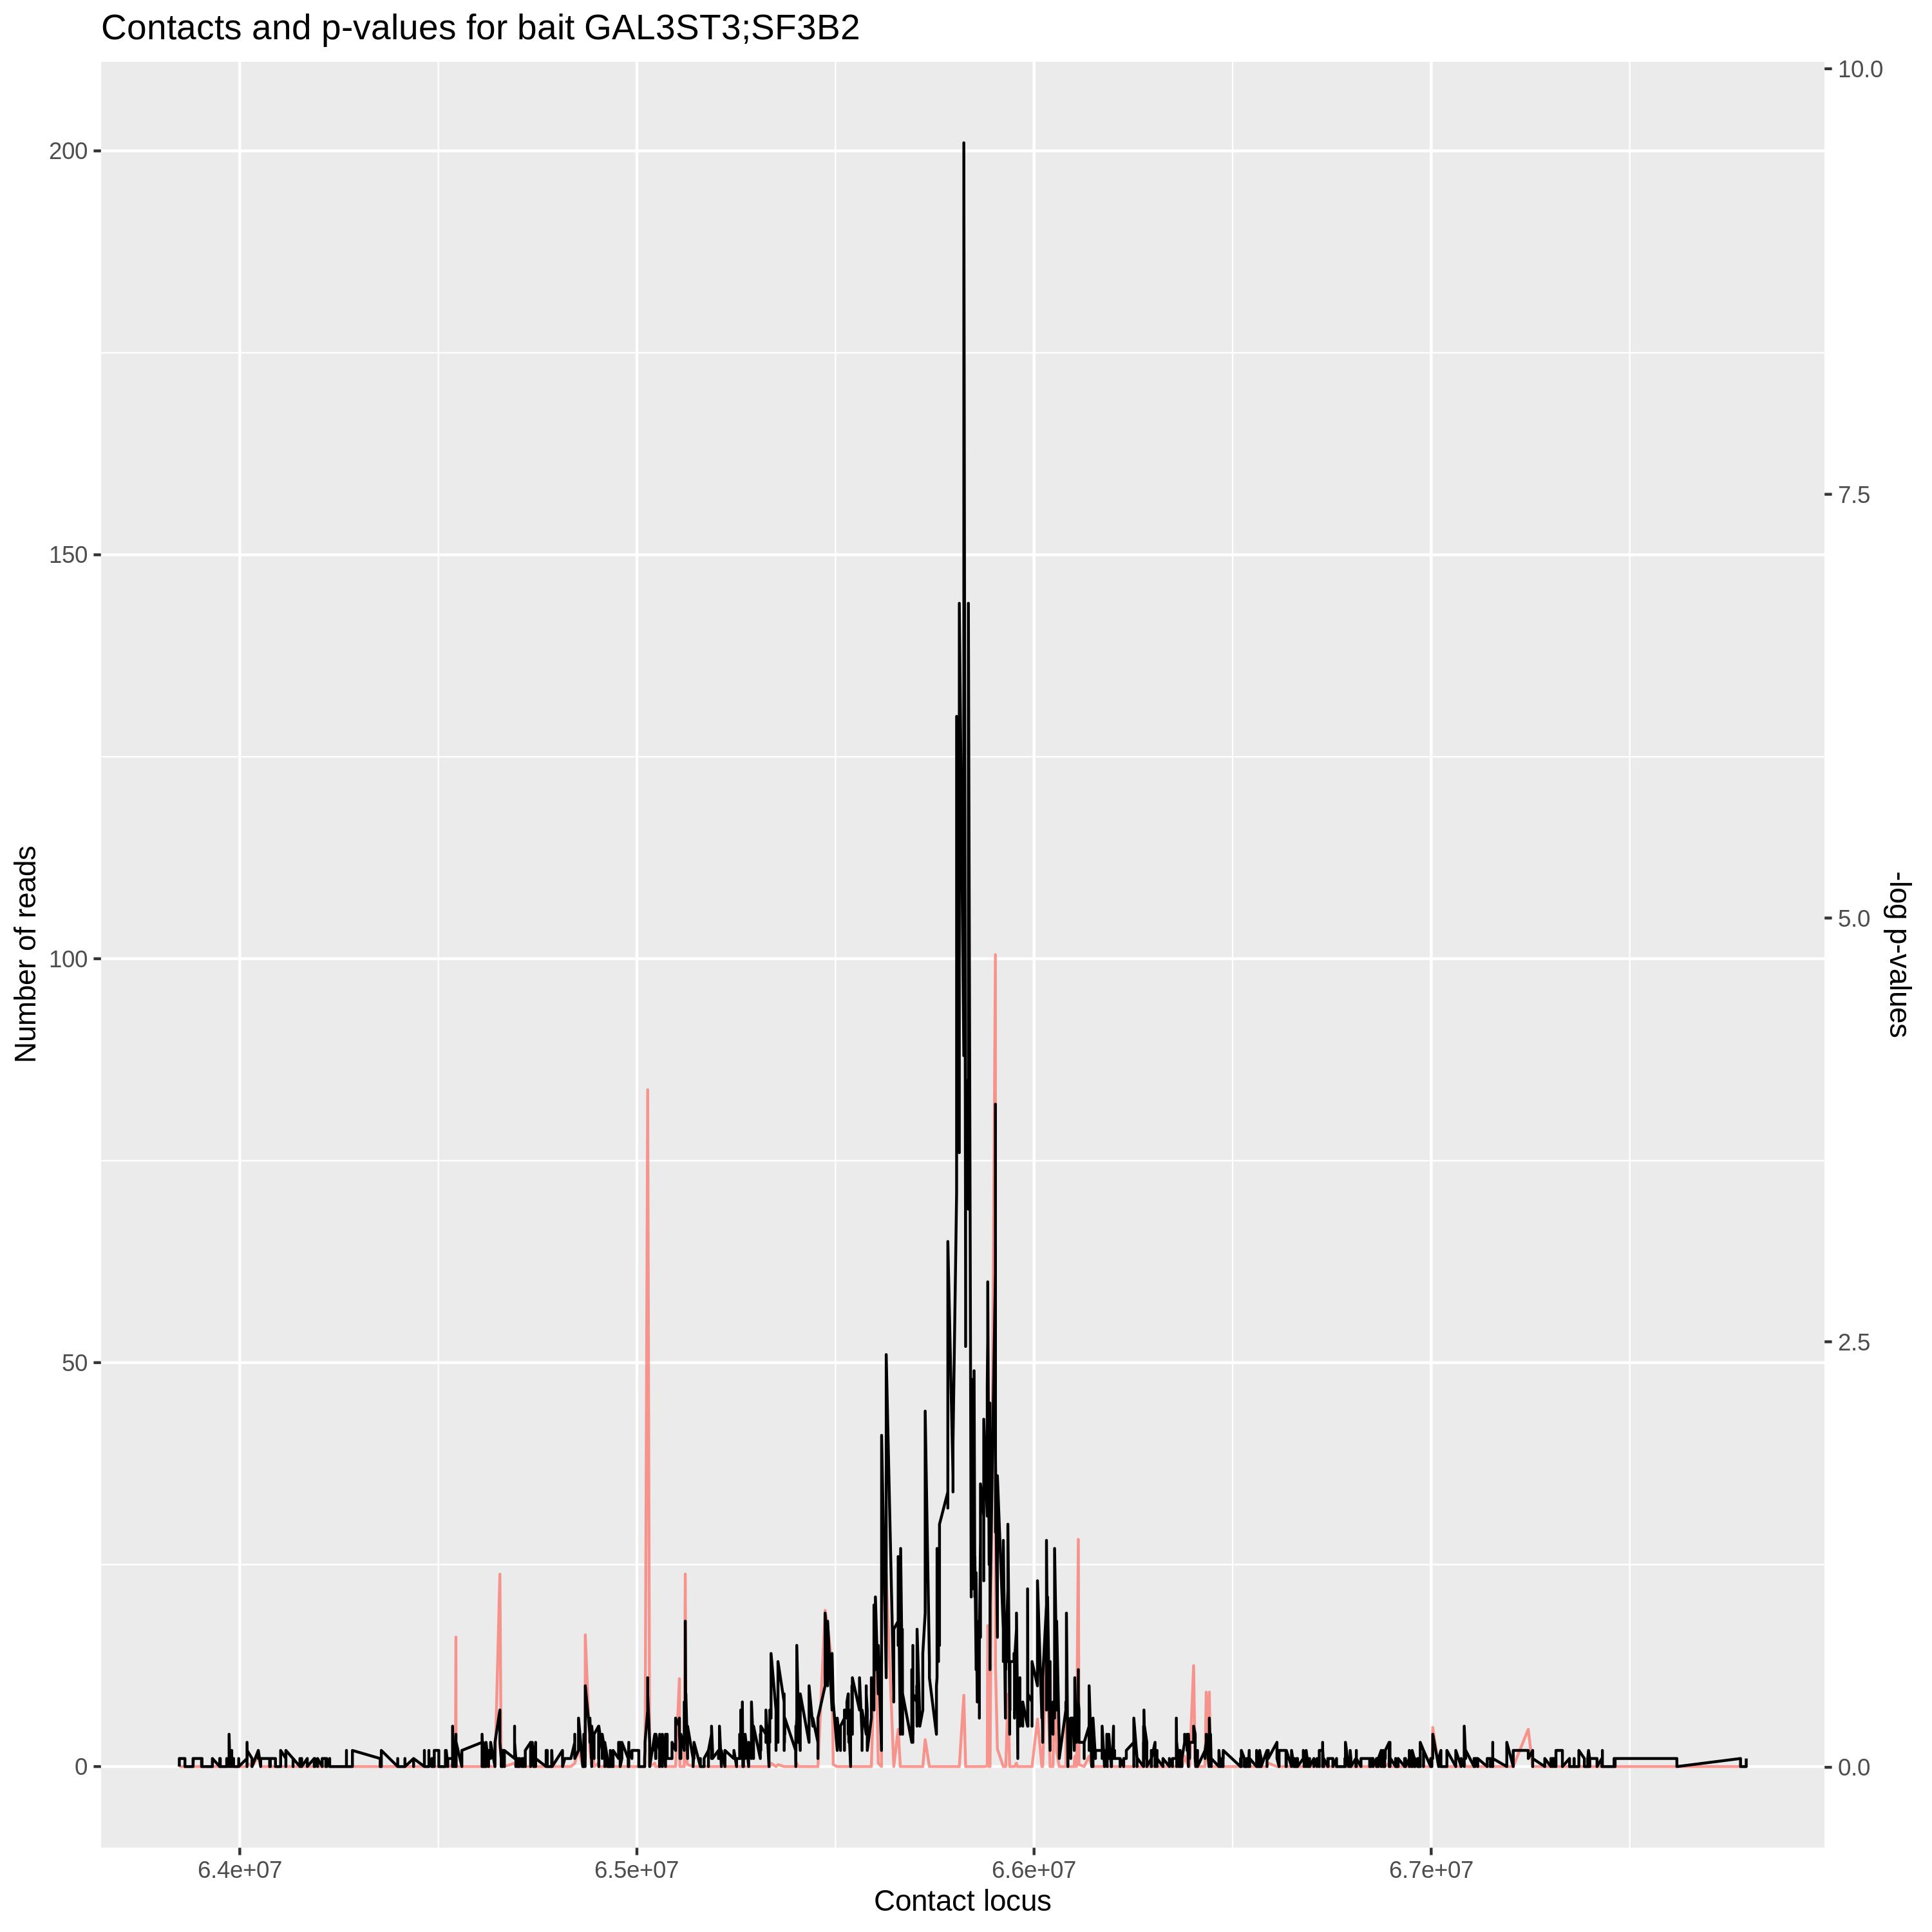 Contacts and p-values for bait GAL3ST3;SF3B2
Number of reads
200
150
100
50
0
10.0
7.5
5.0
2.5
0.0
-log p-values
6.4e+07 6.5e+07 6.6e+07 6.7e+07
Contact locus